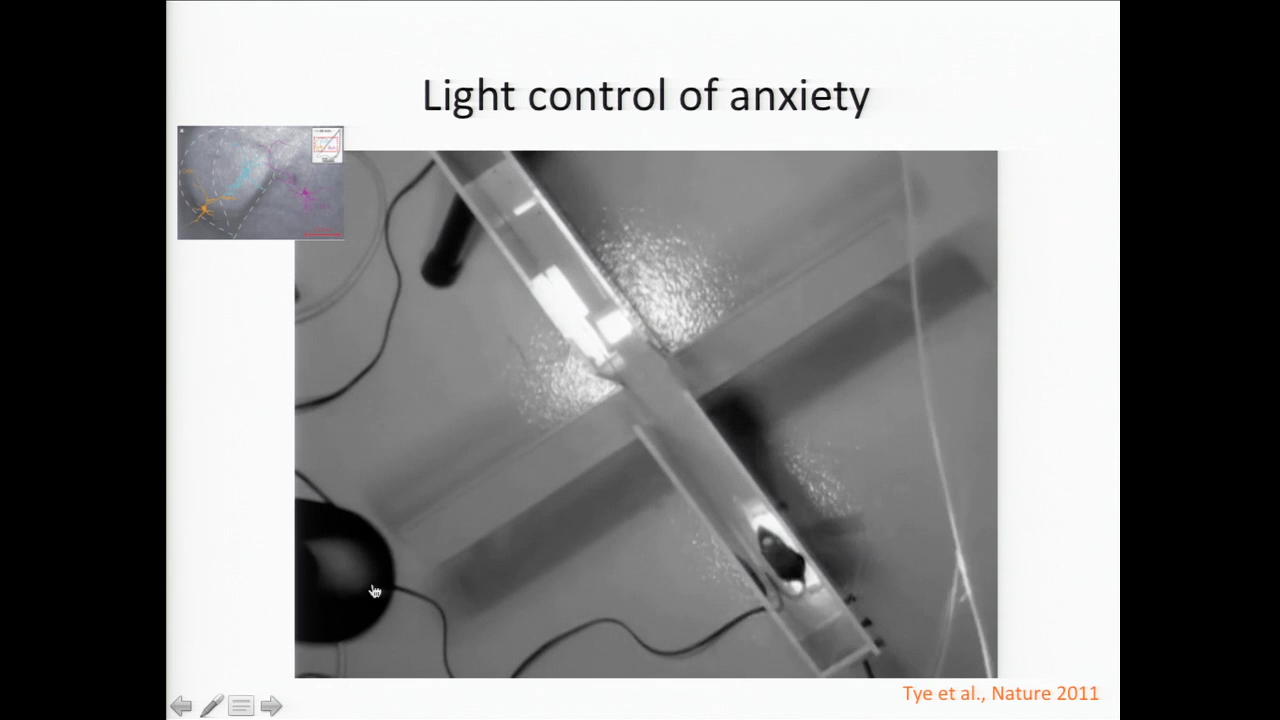 Light control of anxiety
Tye et al., Nature 2011